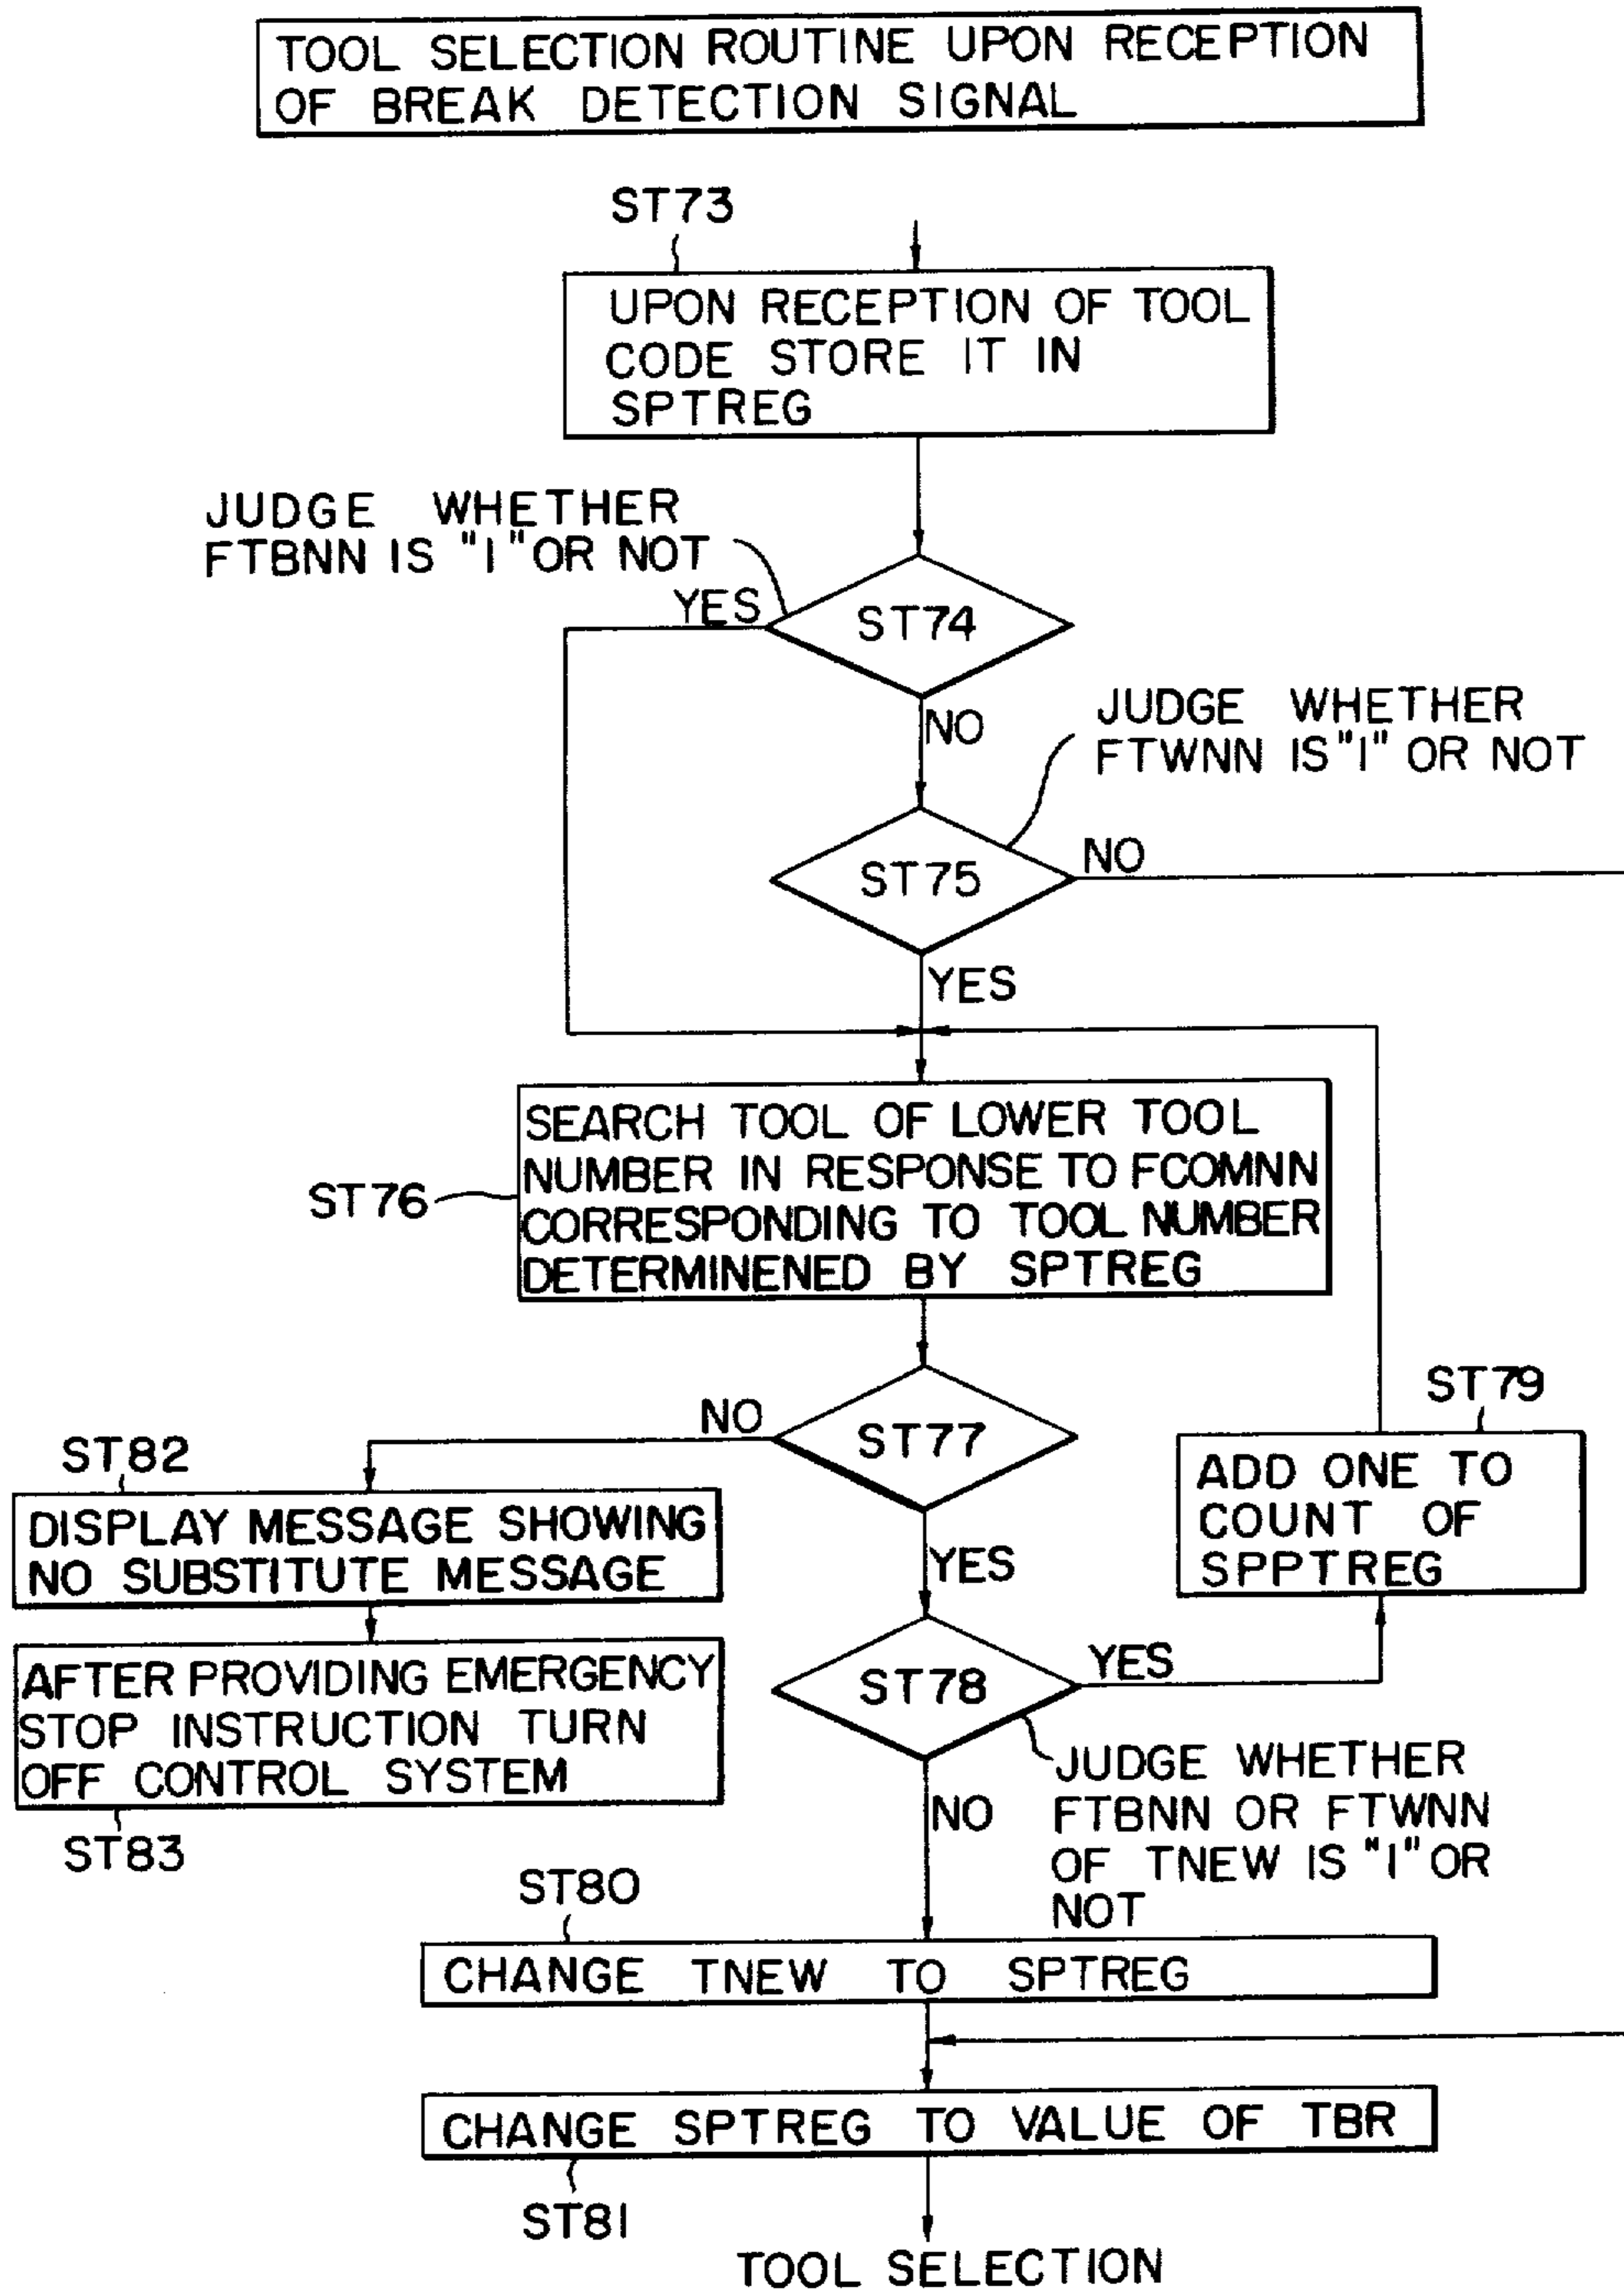 TOOL SELECTION ROUTINE UPON RECEPTION
OF BREAK DETECTION SIGNAL
ST73
UPON RECEPTION OF TOOL
CODE STORE IT IN
SPTREG
JUDGE WHETHER
FTBNN IS "1" OR NOT
YES
ST74
NO
JUDGE WHETHER
FTWNN IS "1" OR NOT
ST75
NO
YES
SEARCH TOOL OF LOWER TOOL
NUMBER IN RESPONSE TO FCOMNN
CORRESPONDING TO TOOL NUMBER
DETERMINENED BY SPTREG
ST76
ST77
NO
YES
ST79
ADD ONE TO
COUNT OF
SPPTREG
ST82
DISPLAY MESSAGE SHOWING
NO SUBSTITUTE MESSAGE
AFTER PROVIDING EMERGENCY
STOP INSTRUCTION TURN
OFF CONTROL SYSTEM
ST83
ST78
YES
NO
JUDGE WHETHER
FTBNN OR FTWNN
OF TNEW IS "1" OR
NOT
ST80
CHANGE TNEW TO SPTREG
CHANGE SPTREG TO VALUE OF TBR
ST81
TOOL SELECTION